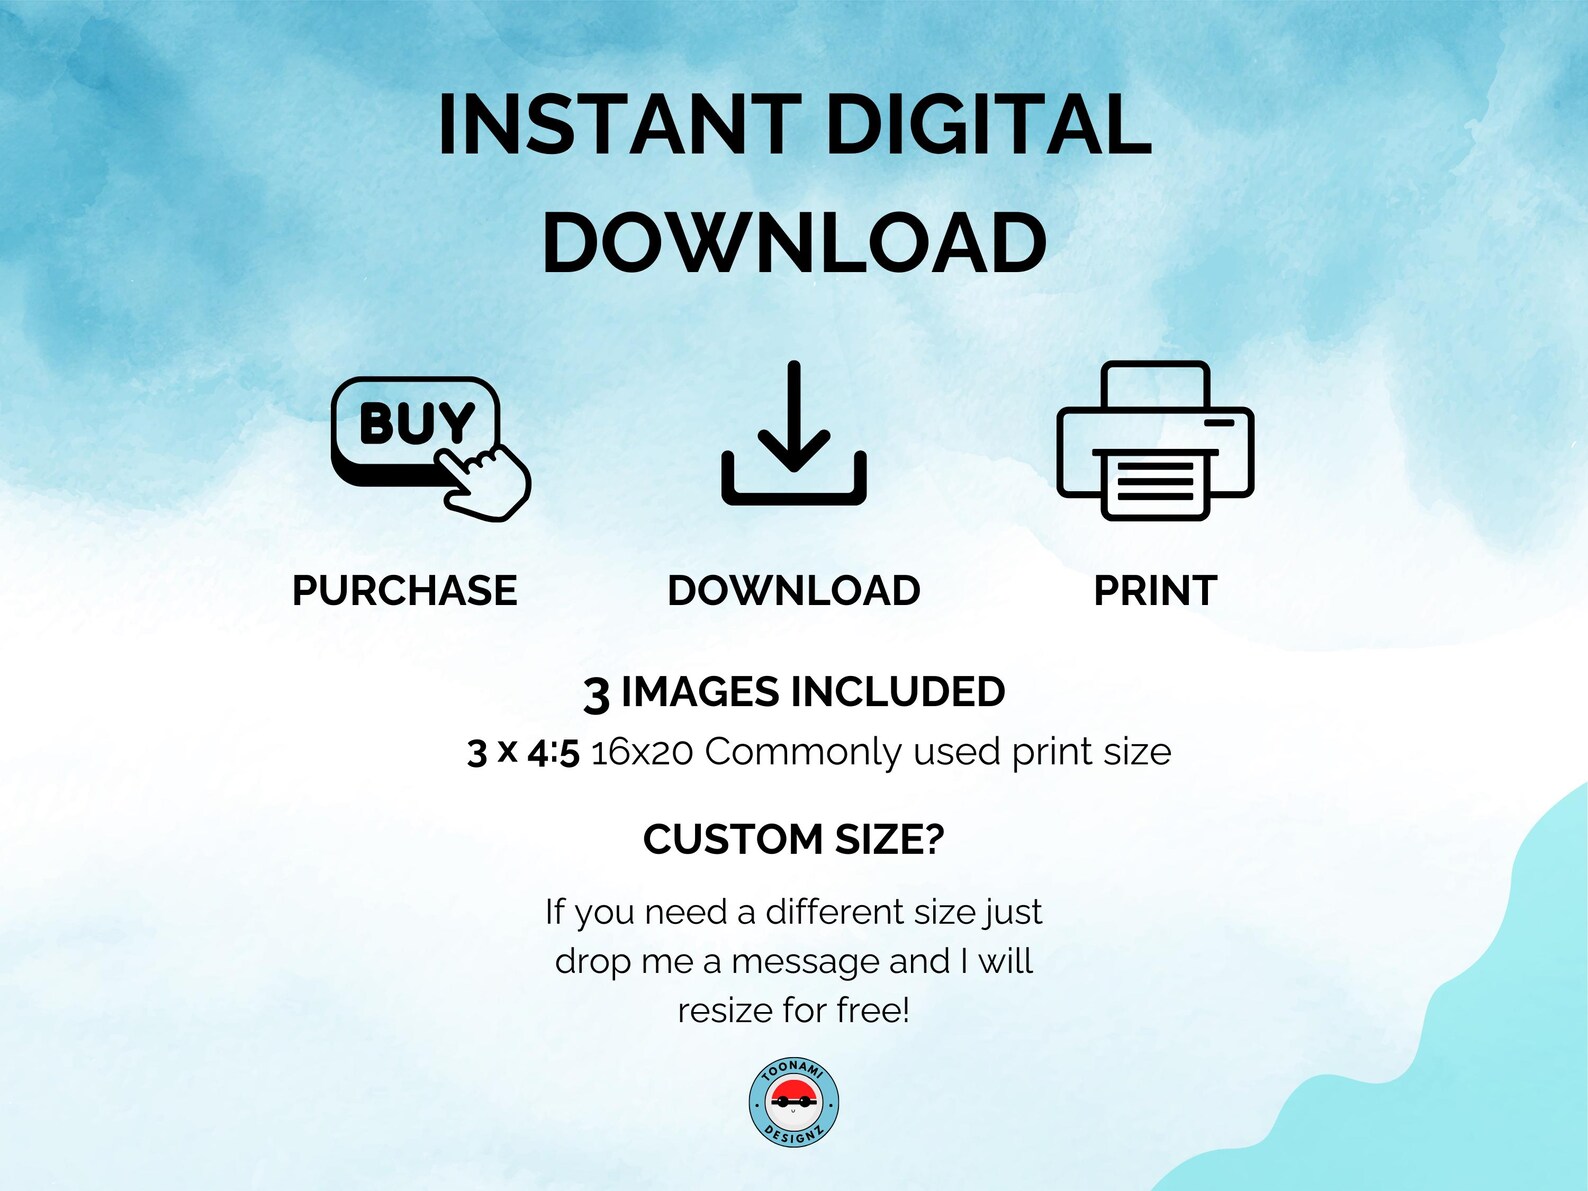 INSTANT DIGITAL
DOWNLOAD
BUY
PURCHASE
DOWNLOAD
PRINT
3 IMAGES INCLUDED
3 x 4:5 16x20 Commonly used print size
CUSTOM SIZE?
If you need a different size just
drop me a message and I will
resize for free!
TOONAMI
DESIGNZ